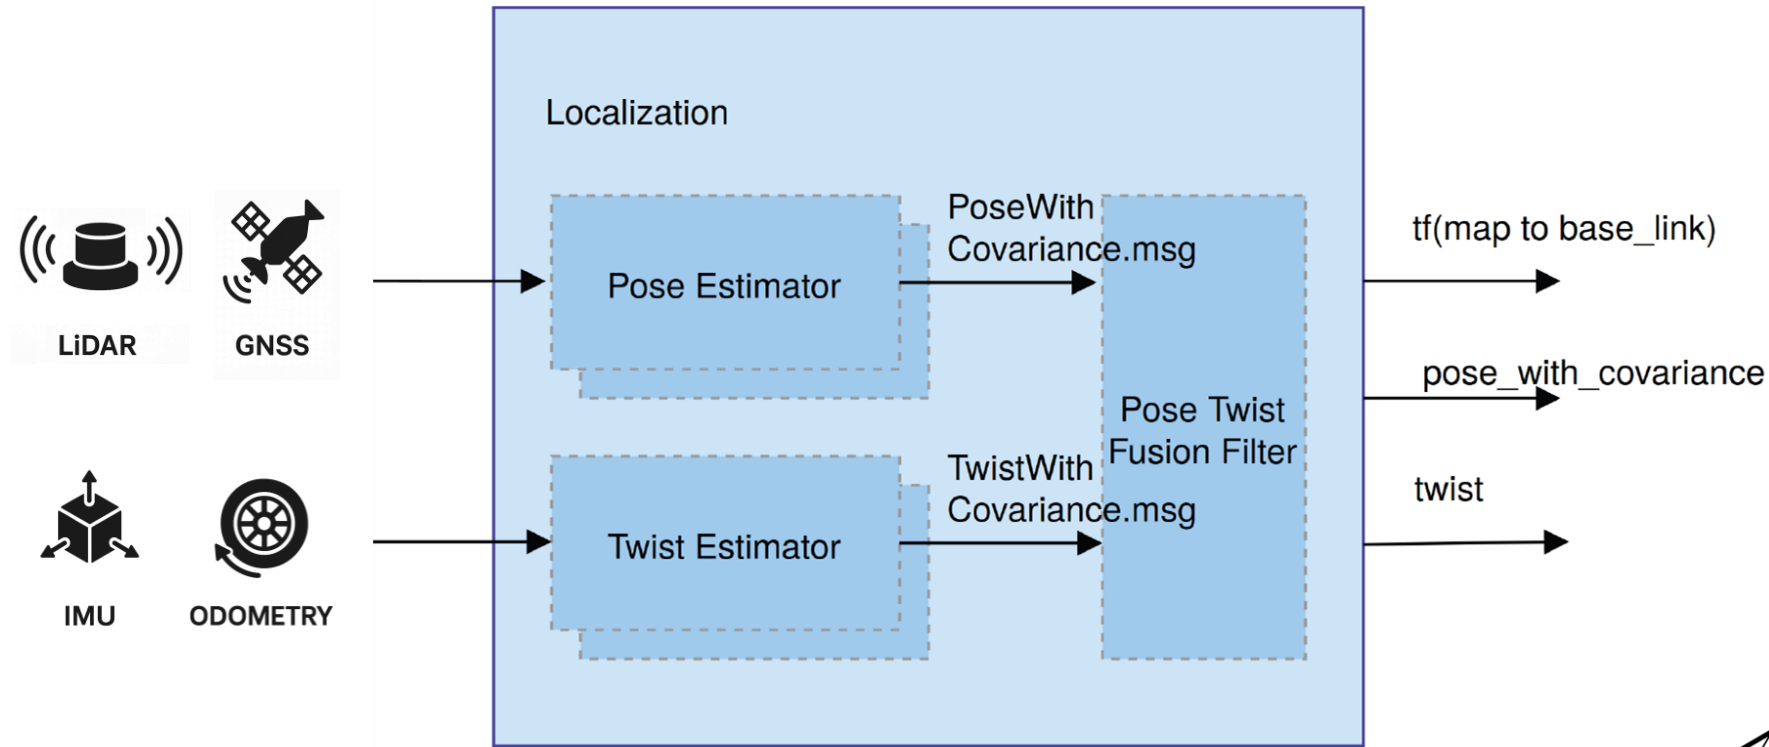 Localization
LiDAR
GNSS
Pose Estimator
PoseWith
Covariance.msg
tf(map to base_link)
pose_with_covariance
Pose Twist
Fusion Filter
IMU
ODOMETRY
Twist Estimator
TwistWith
Covariance.msg
twist